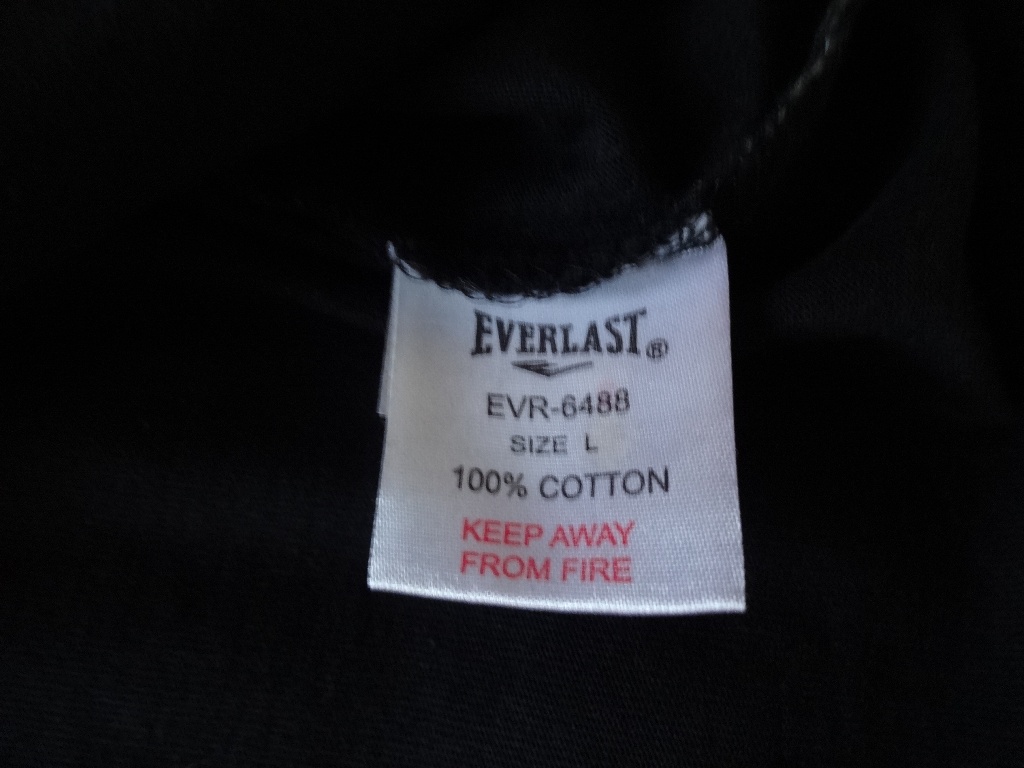 EVERLAST®
EVR-6488
SIZE L
100% COTTON
KEEP AWAY
FROM FIRE